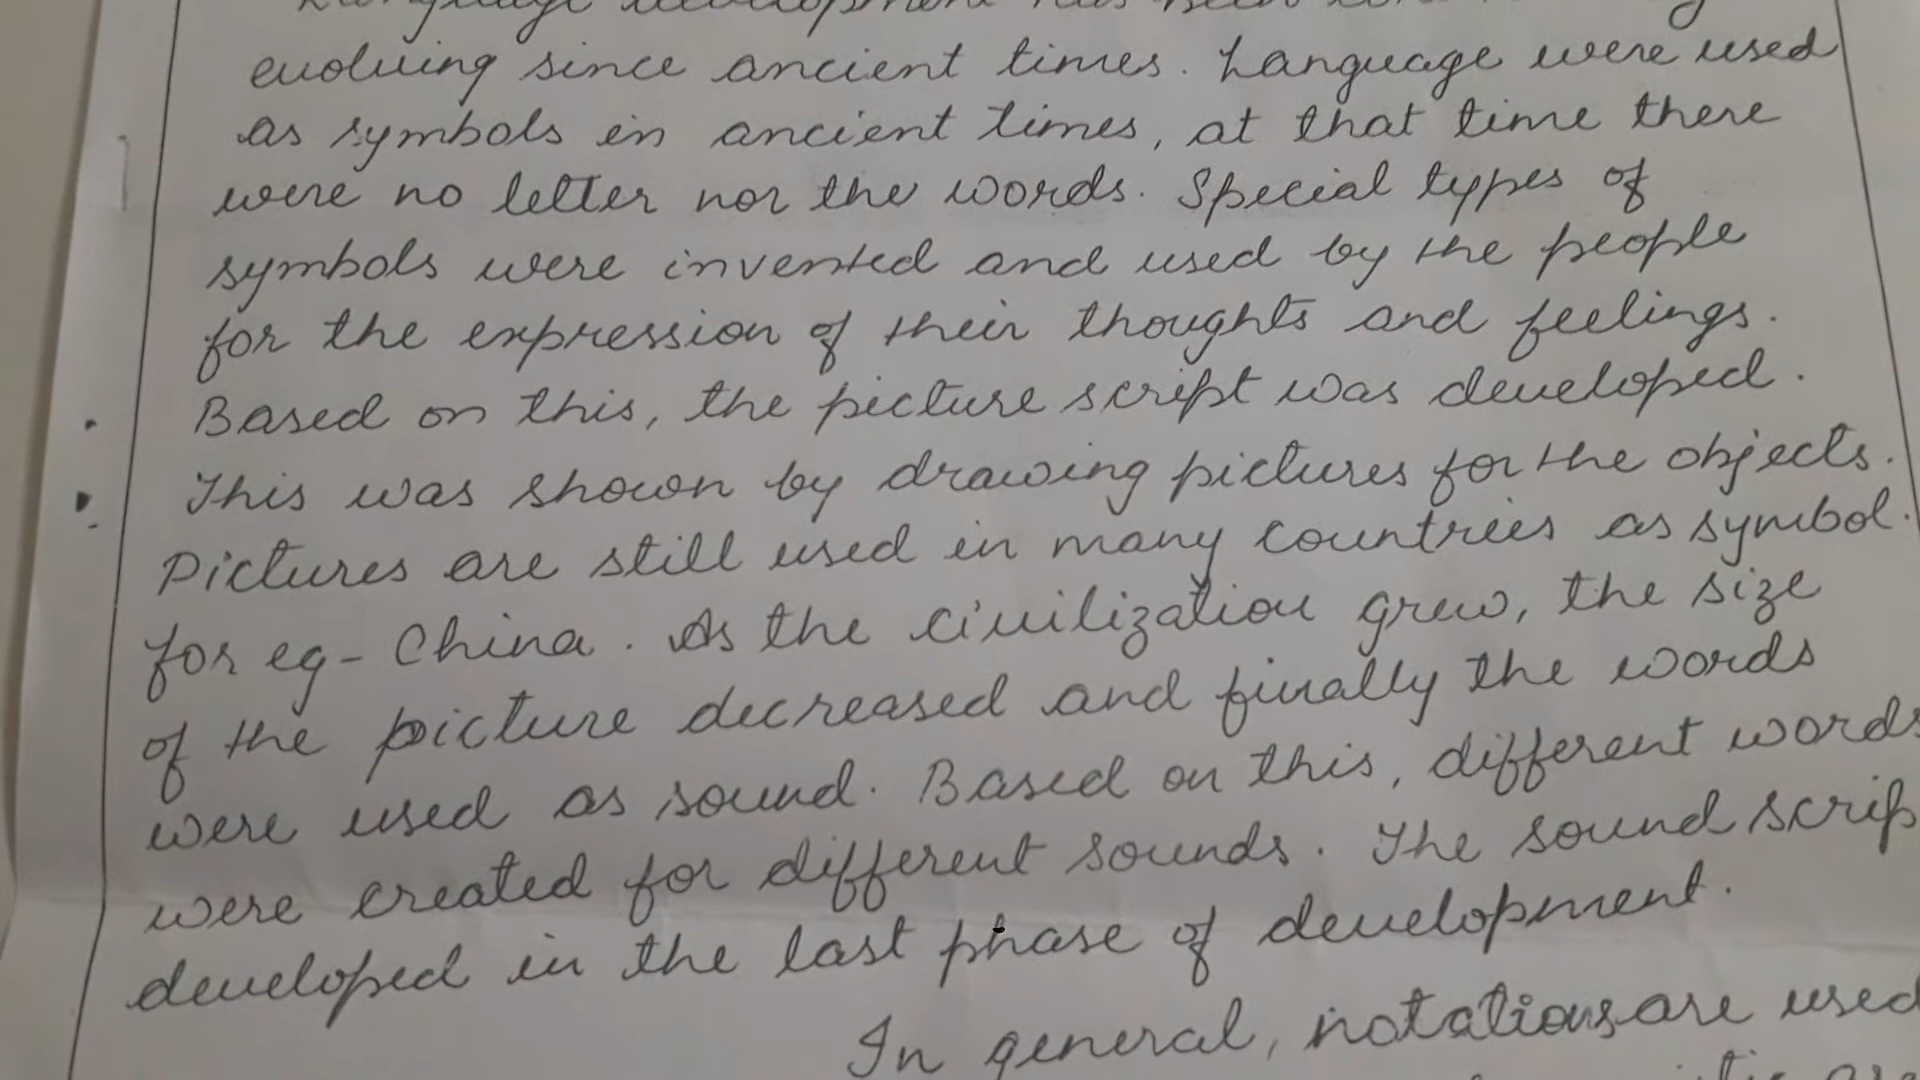 Language development has been
evolving since ancient times. Language were used
as symbols in ancient times, at that time there
were no letter nor the words. Special types of
symbols were invented and used by the people
for the expression of their thoughts and feelings.
Based on this, the picture script was developed.
This was shown by drawing pictures for the objects.
Pictures are still used in many countries as symbol.
for eg - China. As the civilization grew, the size
of the picture decreased and finally the words
were used as sound. Based on this, different words
were created for different sounds. The sound scrip
developed in the last phase of development.
In general, notations are used